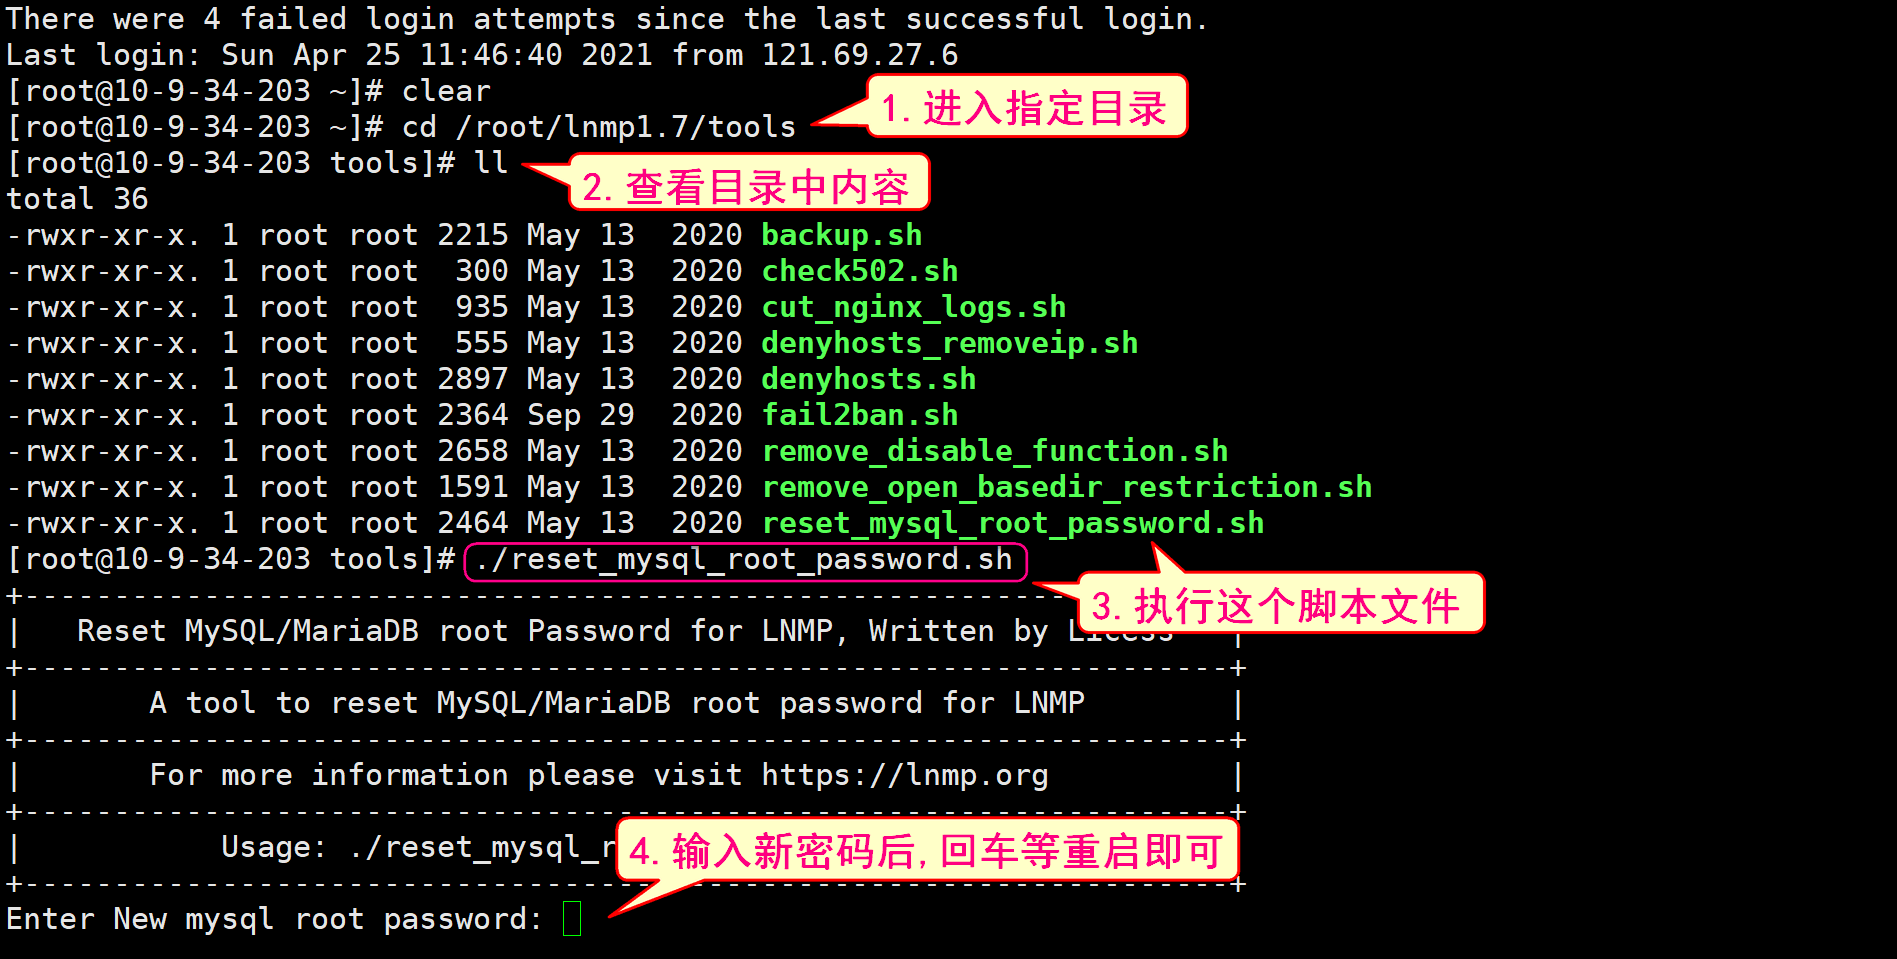 There were 4 failed login attempts since the last successful login.
Last login: Sun Apr 25 11:46:40 2021 from 121.69.27.6
[root@10-9-34-203 ~]# clear
[root@10-9-34-203 ~]# cd /root/lnmp1.7/tools
1.进入指定目录
[root@10-9-34-203 tools]# ll
2.查看目录中内容
total 36
-rwxr-xr-x. 1 root root 2215 May 13  2020 backup.sh
-rwxr-xr-x. 1 root root  300 May 13  2020 check502.sh
-rwxr-xr-x. 1 root root  935 May 13  2020 cut_nginx_logs.sh
-rwxr-xr-x. 1 root root  555 May 13  2020 denyhosts_removeip.sh
-rwxr-xr-x. 1 root root 2897 May 13  2020 denyhosts.sh
-rwxr-xr-x. 1 root root 2364 Sep 29  2020 fail2ban.sh
-rwxr-xr-x. 1 root root 2658 May 13  2020 remove_disable_function.sh
-rwxr-xr-x. 1 root root 1591 May 13  2020 remove_open_basedir_restriction.sh
-rwxr-xr-x. 1 root root 2464 May 13  2020 reset_mysql_root_password.sh
[root@10-9-34-203 tools]# ./reset_mysql_root_password.sh
3.执行这个脚本文件
|   Reset MySQL/MariaDB root Password for LNMP, Written by Licess   |
+-------------------------------------------------------------------+
|       A tool to reset MySQL/MariaDB root password for LNMP        |
+-------------------------------------------------------------------+
|       For more information please visit https://lnmp.org          |
+-------------------------------------------------------------------+
|           Usage: ./reset_mysql_r
4.输入新密码后,回车等重启即可
+-------------------------------------------------------------------+
Enter New mysql root password: